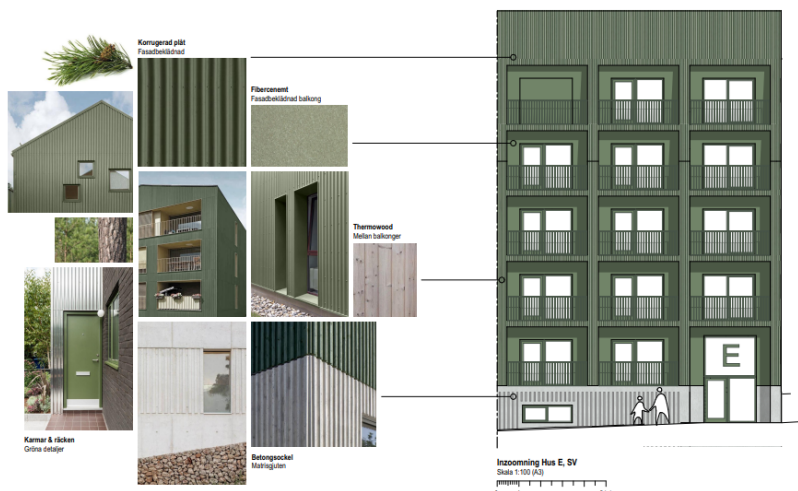 Korrugerad plåt
Fasadbeklädnad
Fibercenemt
Fasadbeklädnad balkong
Thermowood
Mellan balkonger
E
Karmar & räcken
Gröna detaljer
Betongsockel
Matrisgjuten
Inzoomning Hus E, SV
Skala 1:100 (A3)